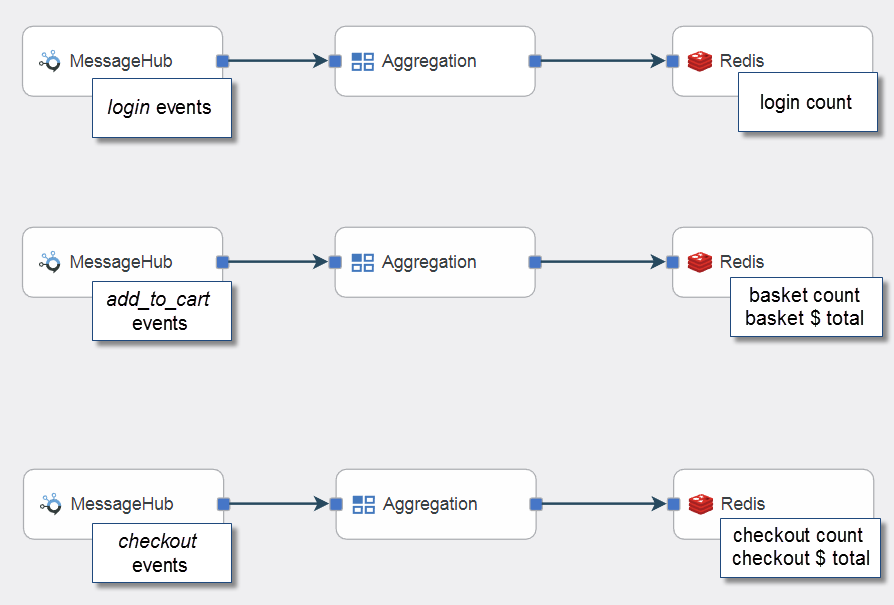 MessageHub
Aggregation
Redis
login events
login count
MessageHub
Aggregation
Redis
add_to_cart
events
basket count
basket $ total
MessageHub
Aggregation
Redis
checkout
events
checkout count
checkout $ total